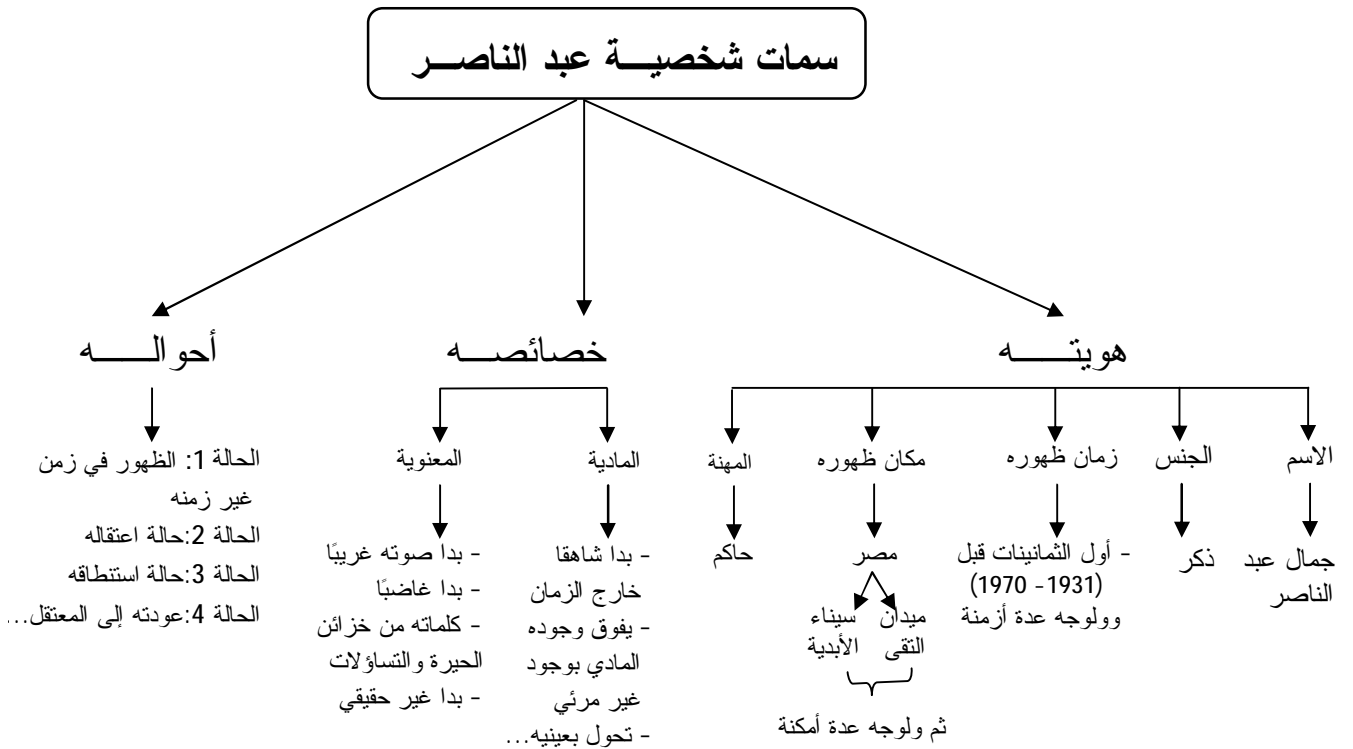 سمات شخصيــة عبد الناصــر
هويتــــه
خصائصــه
أحوالــــه
الاسم
الجنس
زمان ظهوره
مكان ظهوره
المهنة
المادية
المعنوية
جمال عبد
الناصر
ذكر
- أول الثمانينات قبل
(1931- 1970)
وولوجه عدة أزمنة
مصر
ميدان
التقى
سيناء
الأبدية
ثم ولوجه عدة أمكنة
حاكم
- بدا شاهقا
خارج الزمان
- يفوق وجوده
المادي بوجود
غير مرئي
- تحول بعينيه...
- بدا صوته غريبًا
- بدا غاضبًا
- كلماته من خزائن
الحيرة والتساؤلات
- بدا غير حقيقي
الحالة 1: الظهور في زمن
غير زمنه
الحالة 2:حالة اعتقاله
الحالة 3:حالة استنطاقه
الحالة 4:عودته إلى المعتقل...